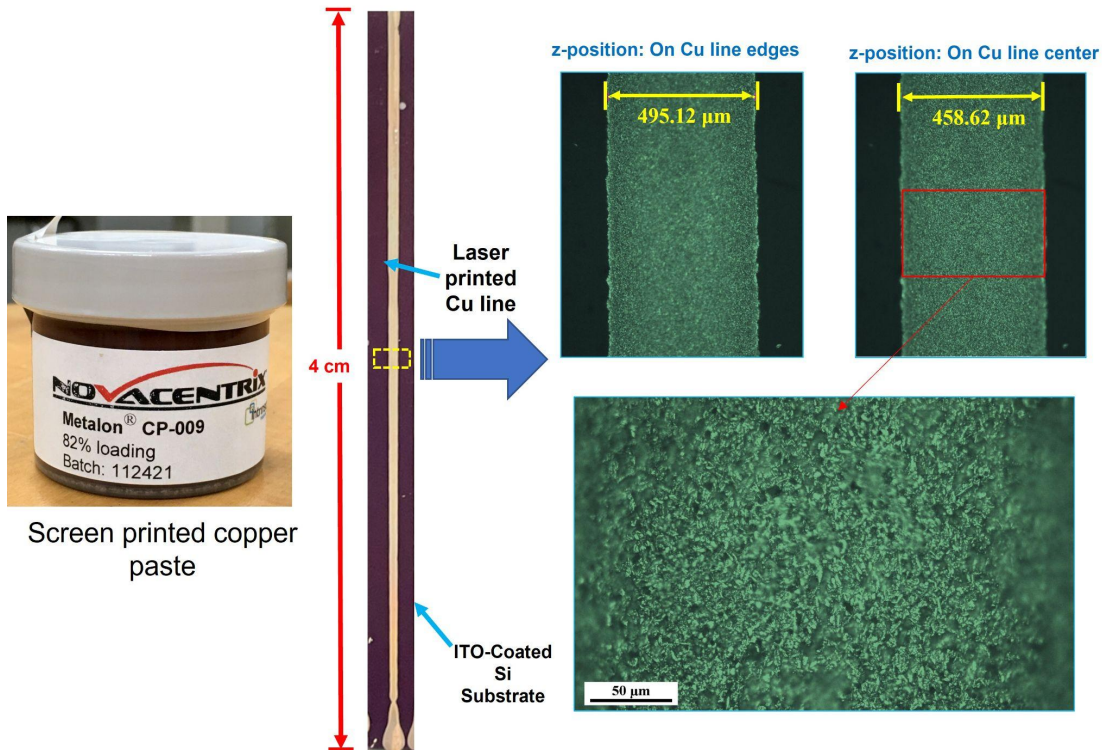 z-position: On Cu line edges
z-position: On Cu line center
495.12 µm
458.62 µm
Laser
printed
Cu line
4 cm
NOVACENTRIX
Metalon® CP-009
82% loading
Batch: 112421
Screen printed copper
paste
ITO-Coated
Si
Substrate
50 µm